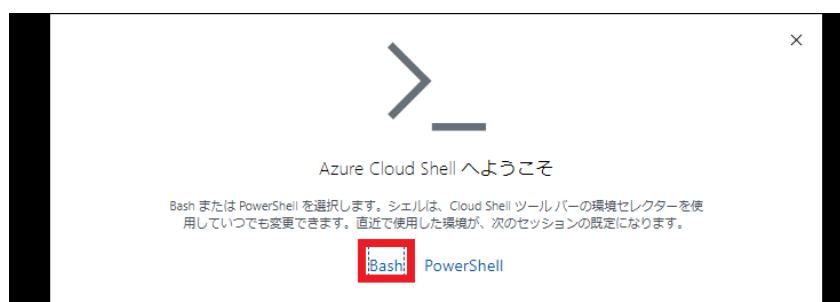 Azure Cloud Shell へようこそ
Bash または PowerShell を選択します。シェルは、Cloud Shell ツール バーの環境セレクターを使
用していつでも変更できます。直近で使用した環境が、次のセッションの既定になります。
Bash PowerShell